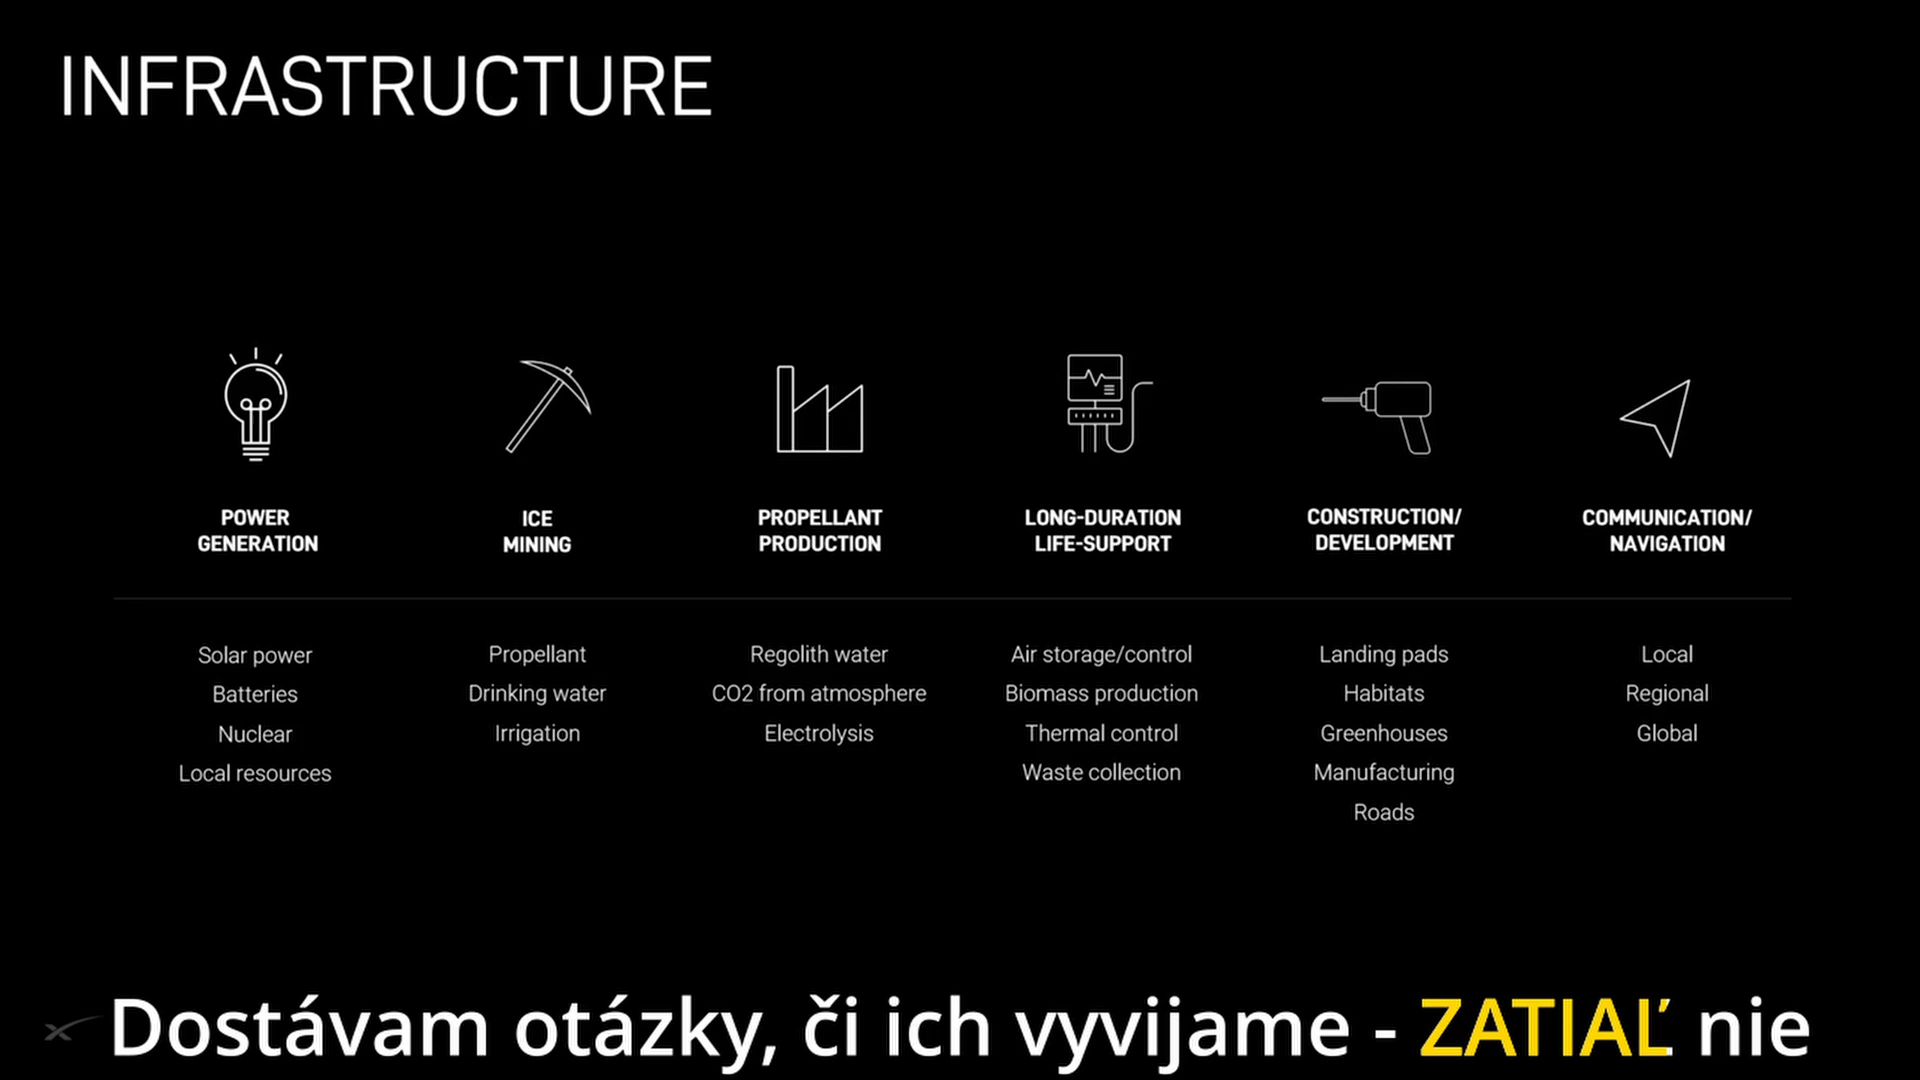 INFRASTRUCTURE
POWER
GENERATION
Solar power
Batteries
Nuclear
Local resources
ICE
MINING
Propellant
Drinking water
Irrigation
PROPELLANT
PRODUCTION
Regolith water
CO2 from atmosphere
Electrolysis
LONG-DURATION
LIFE-SUPPORT
Air storage/control
Biomass production
Thermal control
Waste collection
CONSTRUCTION/
DEVELOPMENT
Landing pads
Habitats
Greenhouses
Manufacturing
Roads
COMMUNICATION/
NAVIGATION
Local
Regional
Global
Dostávam otázky, či ich vyvijame - ZATIAĽ nie